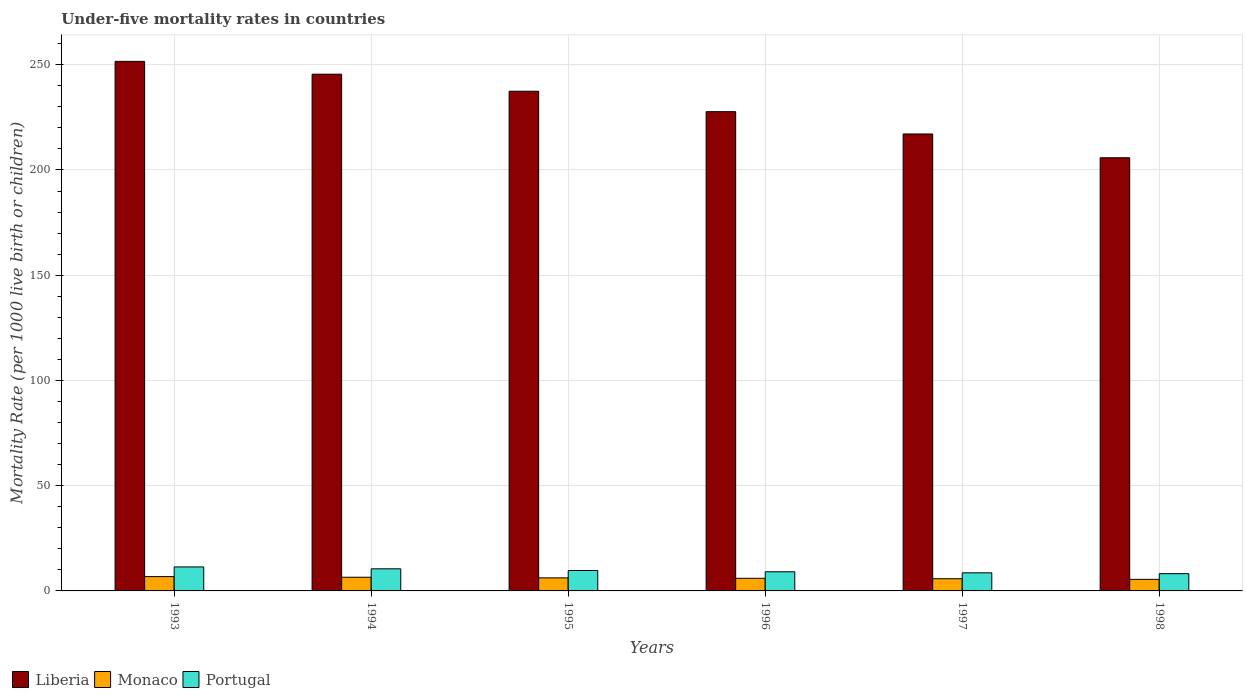 Under-five mortality rates in countries
Mortality Rate (per 1000 live birth or children)
250
200
150
100
50
0
1993
1994
1995
1996
1997
1998
Years
Liberia
Monaco
Portugal